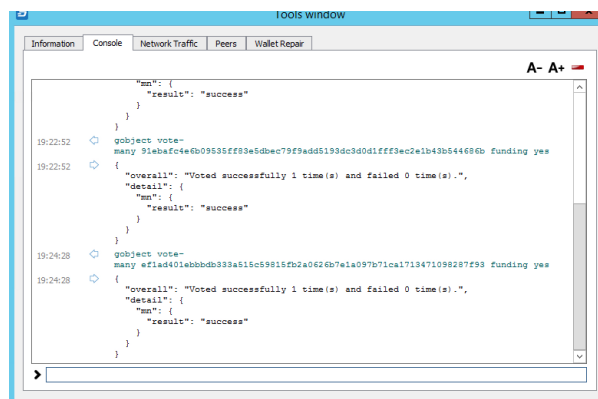 Tools window
Information Console Network Traffic Peers Wallet Repair
A- A+
"mn": {
"result": "success"
}
}
}
19:22:52 gobject vote-
many 91ebafc4e6b09535ff83e5dbec79f9add5193dc3d0d1fff3ec2e1b43b544686b funding yes
19:22:52 {
"overall": "Voted successfully 1 time(s) and failed 0 time(s).",
"detail": {
"mn": {
"result": "success"
}
}
}
19:24:28 gobject vote-
many ef1ad401ebbbdb333a515c59815fb2a0626b7e1a097b71ca1713471098287f93 funding yes
19:24:28 {
"overall": "Voted successfully 1 time(s) and failed 0 time(s).",
"detail": {
"mn": {
"result": "success"
}
}
}